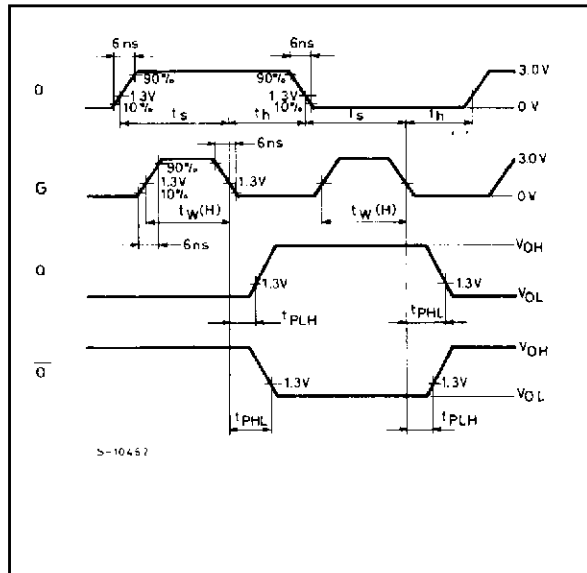 6ns 6ns
D 90% 90% 3.0V
1.3V 1.3V
10% 10% 0V
ts th ts th
6ns
G 90% 3.0V
1.3V 1.3V
10% 0V
tW(H) tW(H)
6ns
Q VOH
1.3V 1.3V
VOL
tPLH tPHL
Q VOH
1.3V 1.3V
VOL
tPHL tPLH
S-10462